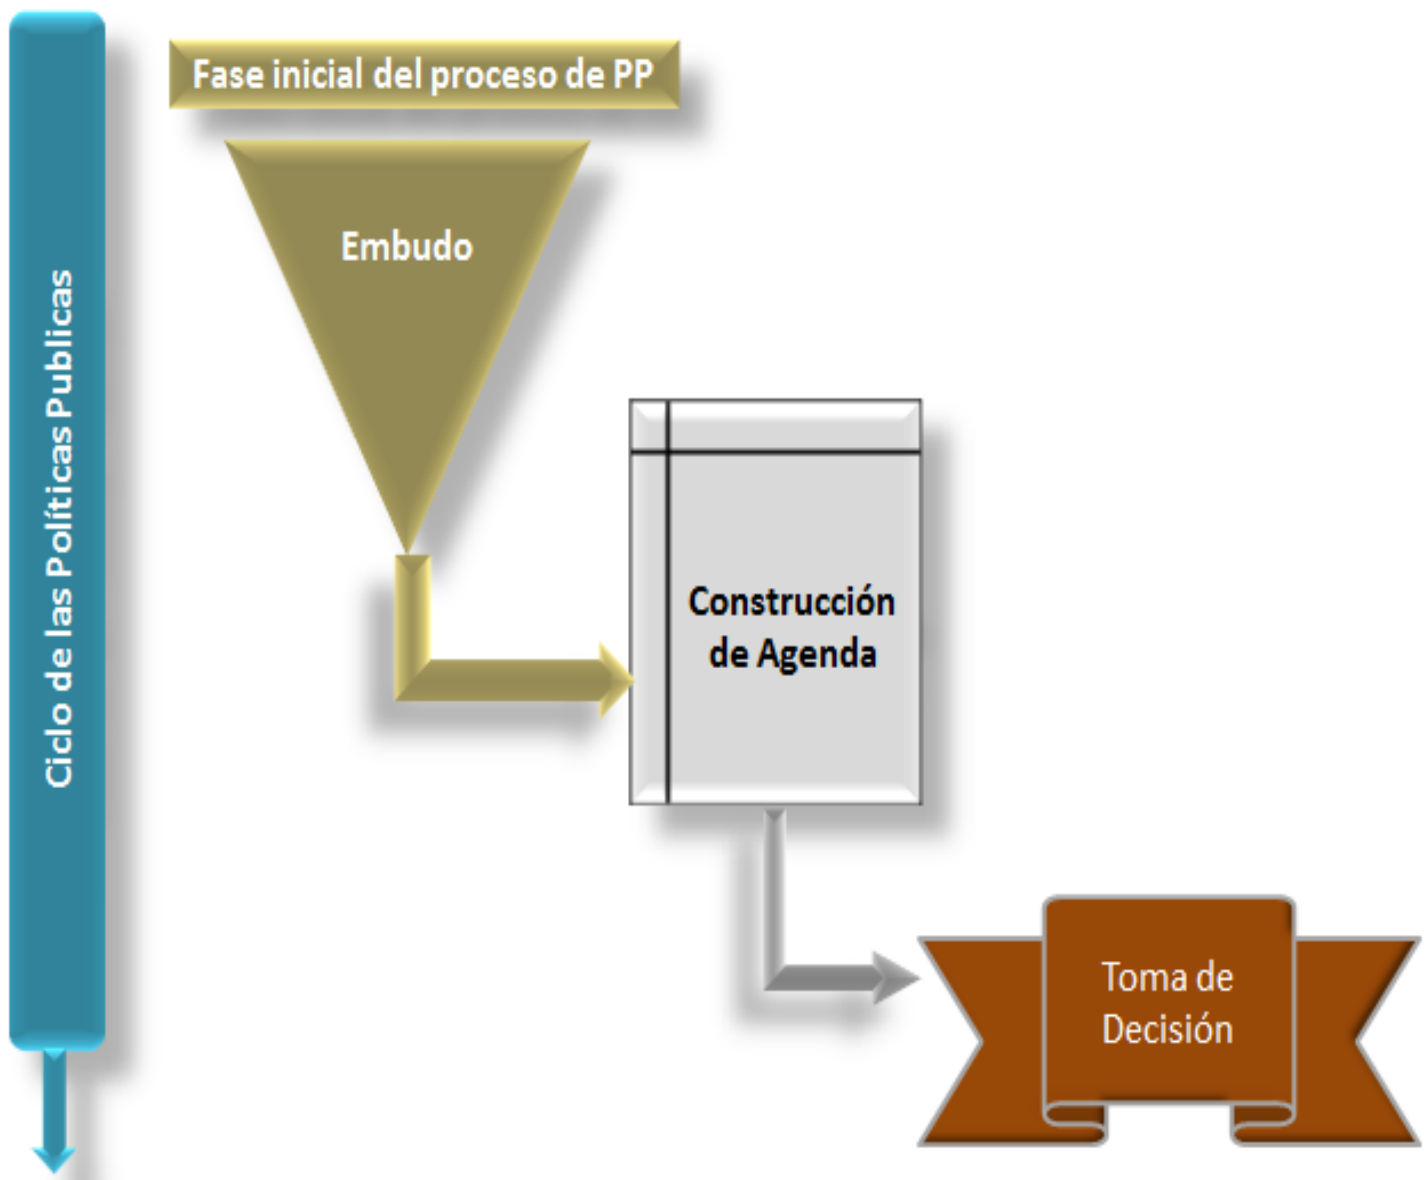 Ciclo de las Políticas Publicas
Fase inicial del proceso de PP
Embudo
Construcción
de Agenda
Toma de
Decisión